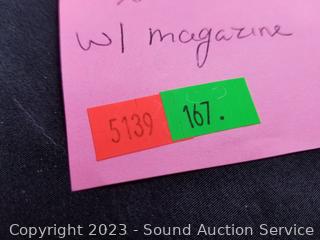 w/ magazine
5139 167.
Copyright 2023 - Sound Auction Service